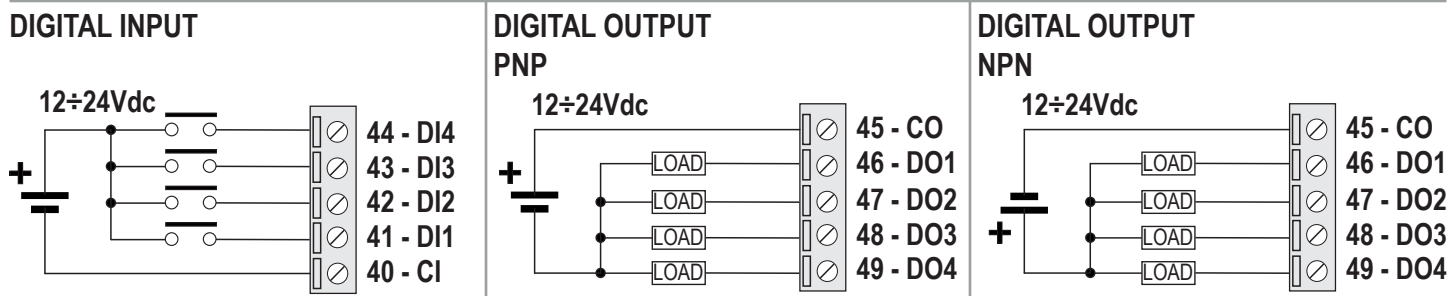 DIGITAL INPUT
12÷24Vdc
+
44 - DI4
43 - DI3
42 - DI2
41 - DI1
40 - CI
DIGITAL OUTPUT
PNP
12÷24Vdc
+
LOAD
LOAD
LOAD
LOAD
45 - CO
46 - DO1
47 - DO2
48 - DO3
49 - DO4
DIGITAL OUTPUT
NPN
12÷24Vdc
+
LOAD
LOAD
LOAD
LOAD
45 - CO
46 - DO1
47 - DO2
48 - DO3
49 - DO4